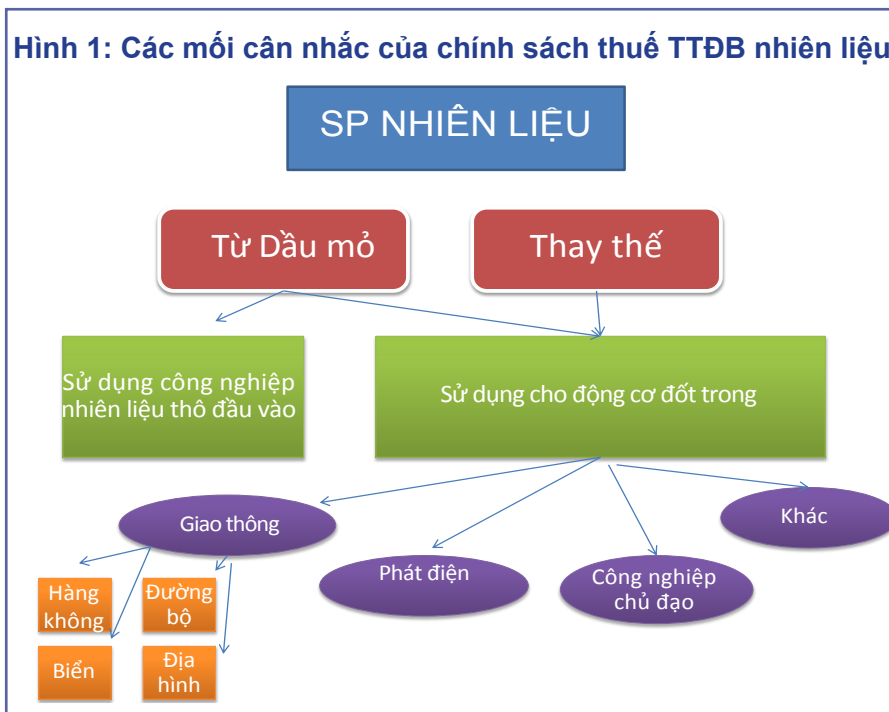 Hình 1: Các mối cân nhắc của chính sách thuế TTĐB nhiên liệu
SP NHIÊN LIỆU
Từ Dầu mỏ
Thay thế
Sử dụng công nghiệp
nhiên liệu thô đầu vào
Sử dụng cho động cơ đốt trong
Giao thông
Khác
Phát điện
Công nghiệp
chủ đạo
Hàng
không
Đường
bộ
Biển
Địa
hình